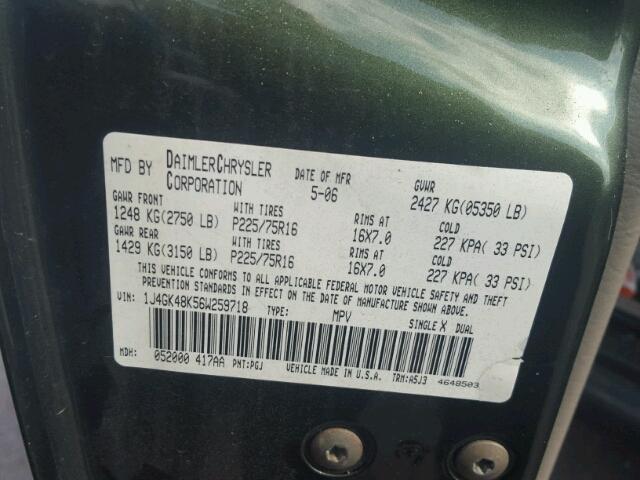 MFD BY DAIMLERCHRYSLER CORPORATION DATE OF MFR 5-06 GVWR 2427 KG(05350 LB)
GAWR FRONT WITH TIRES RIMS AT COLD
1248 KG(2750 LB) P225/75R16 16X7.0 227 KPA( 33 PSI)
GAWR REAR WITH TIRES RIMS AT COLD
1429 KG(3150 LB) P225/75R16 16X7.0 227 KPA( 33 PSI)
THIS VEHICLE CONFORMS TO ALL APPLICABLE FEDERAL MOTOR VEHICLE SAFETY AND THEFT
PREVENTION STANDARDS IN EFFECT ON THE DATE OF MANUFACTURE SHOWN ABOVE.
VIN: 1J4GK48K56W259718 TYPE: MPV SINGLE X DUAL
MDH: 052000 417AA PNT:PGJ VEHICLE MADE IN U.S.A. TRM:A5J3 4648503